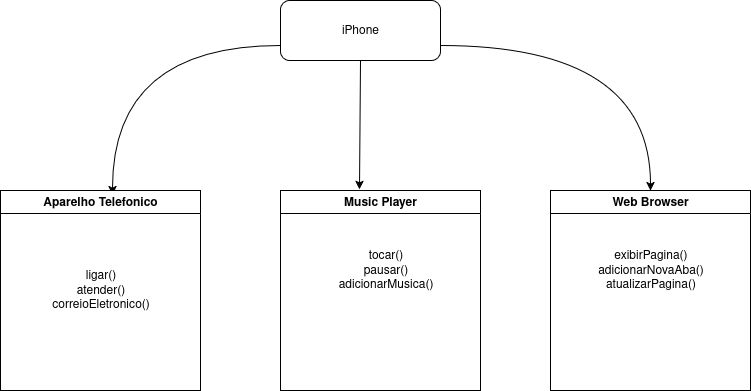 iPhone
Aparelho Telefonico
ligar()
atender()
correioEletronico()
Music Player
tocar()
pausar()
adicionarMusica()
Web Browser
exibirPagina()
adicionarNovaAba()
atualizarPagina()